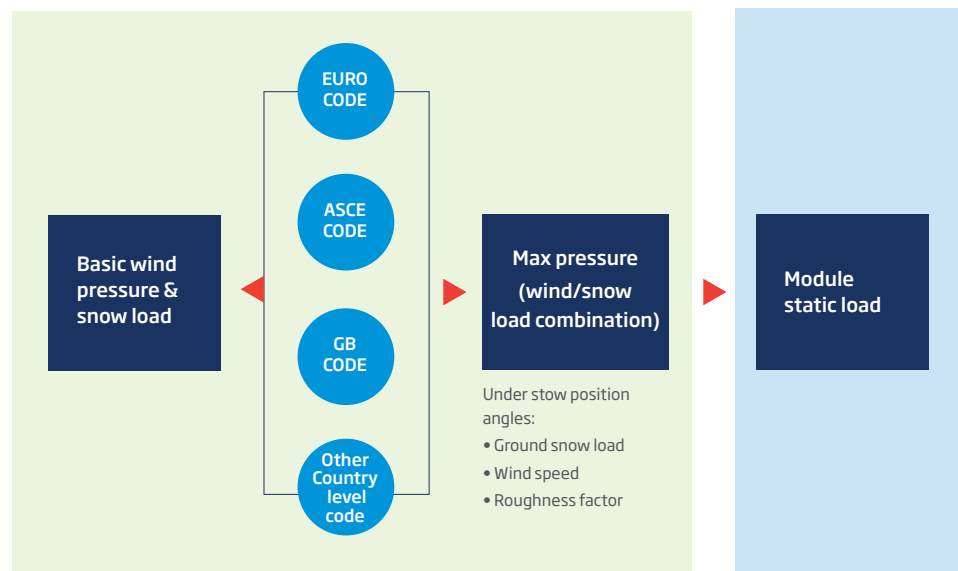 Basic wind
pressure &
snow load
EURO
CODE
ASCE
CODE
GB
CODE
Other
Country
level
code
Max pressure
(wind/snow
load combination)
Under stow position
angles:
• Ground snow load
• Wind speed
• Roughness factor
Module
static load